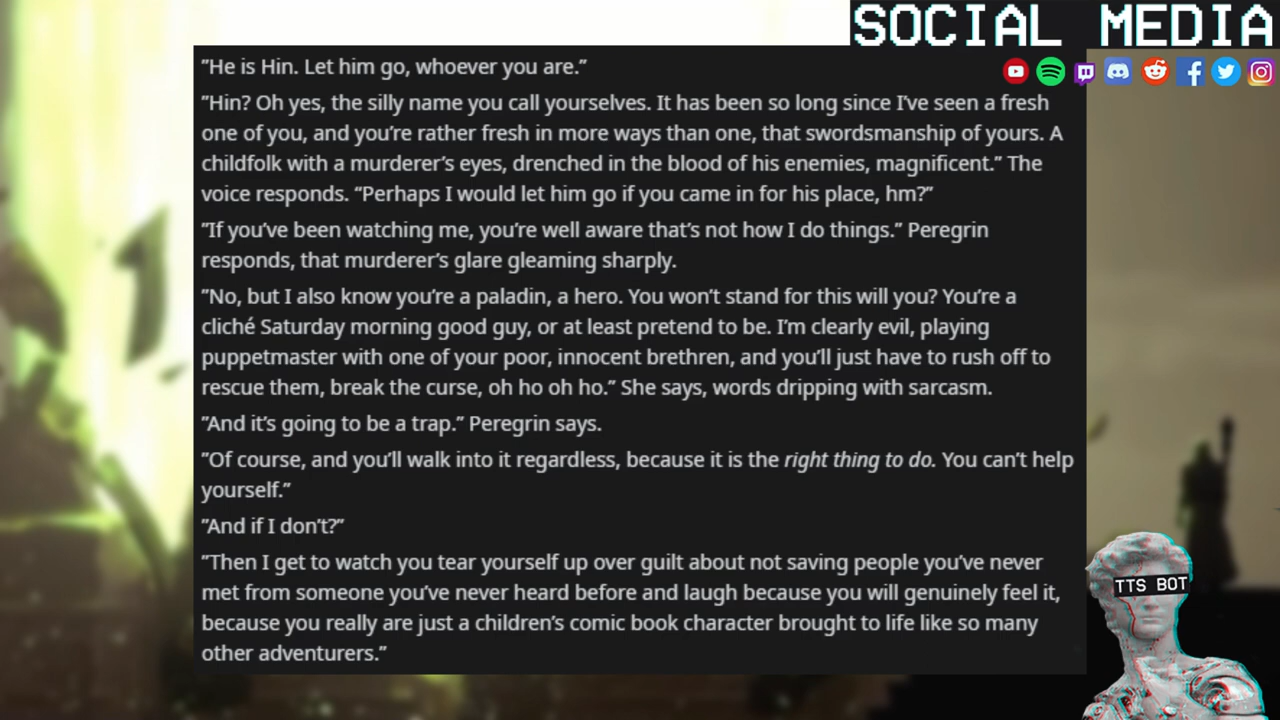 SOCIAL MEDIA
"He is Hin. Let him go, whoever you are."
"Hin? Oh yes, the silly name you call yourselves. It has been so long since I've seen a fresh
one of you, and you're rather fresh in more ways than one, that swordsmanship of yours. A
childfolk with a murderer's eyes, drenched in the blood of his enemies, magnificent." The
voice responds. "Perhaps I would let him go if you came in for his place, hm?"
"If you've been watching me, you're well aware that's not how I do things." Peregrin
responds, that murderer's glare gleaming sharply.
"No, but I also know you're a paladin, a hero. You won't stand for this will you? You're a
cliché Saturday morning good guy, or at least pretend to be. I'm clearly evil, playing
puppetmaster with one of your poor, innocent brethren, and you'll just have to rush off to
rescue them, break the curse, oh ho oh ho." She says, words dripping with sarcasm.
"And it's going to be a trap." Peregrin says.
"Of course, and you'll walk into it regardless, because it is the right thing to do. You can't help
yourself."
"And if I don't?"
"Then I get to watch you tear yourself up over guilt about not saving people you've never
met from someone you've never heard before and laugh because you will genuinely feel it,
because you really are just a children's comic book character brought to life like so many
other adventurers."
TTS BOT